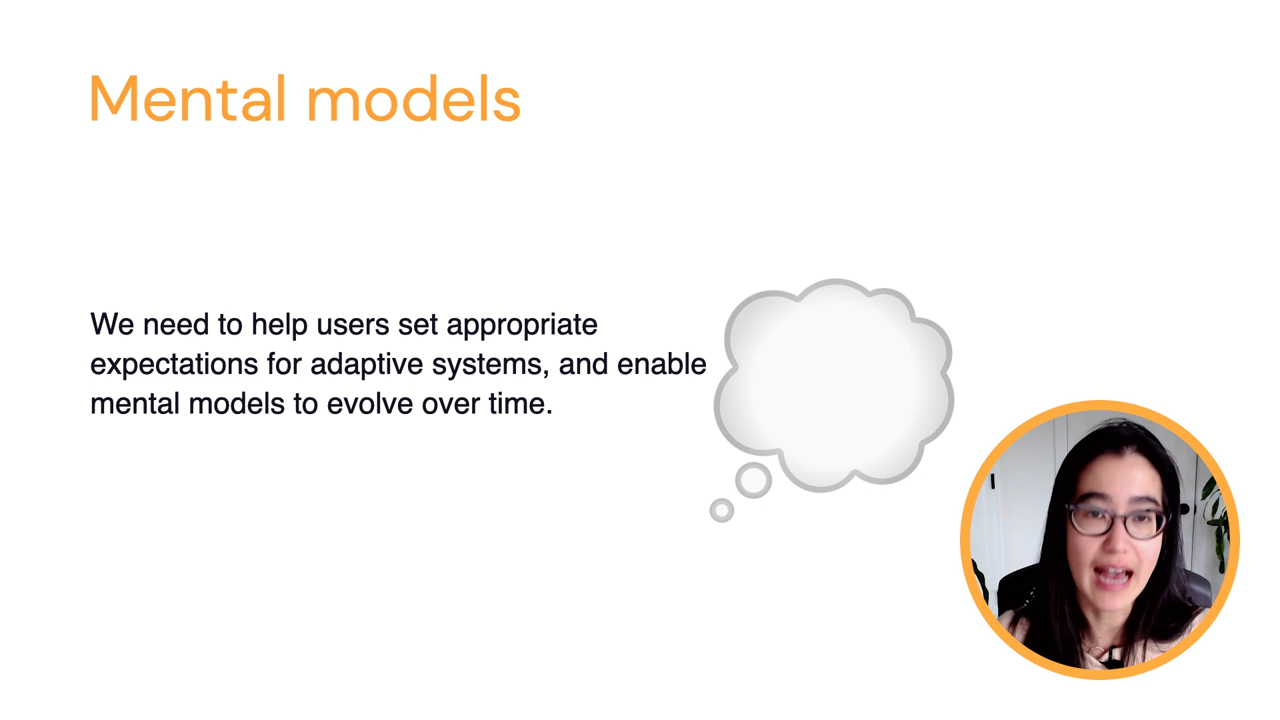 Mental models
We need to help users set appropriate
expectations for adaptive systems, and enable
mental models to evolve over time.